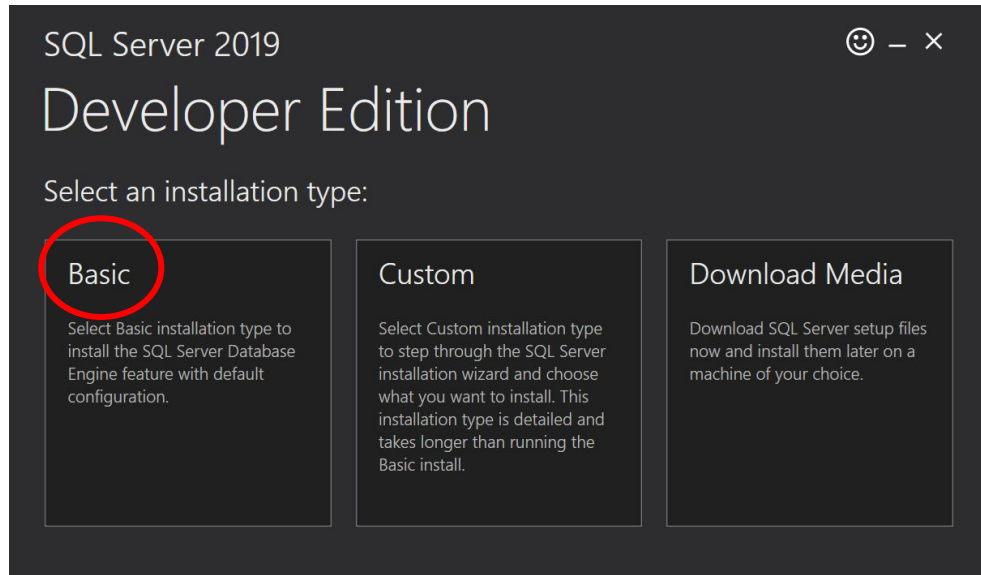 SQL Server 2019
Developer Edition
Select an installation type:
Basic
Select Basic installation type to
install the SQL Server Database
Engine feature with default
configuration.
Custom
Select Custom installation type
to step through the SQL Server
installation wizard and choose
what you want to install. This
installation type is detailed and
takes longer than running the
Basic install.
Download Media
Download SQL Server setup files
now and install them later on a
machine of your choice.